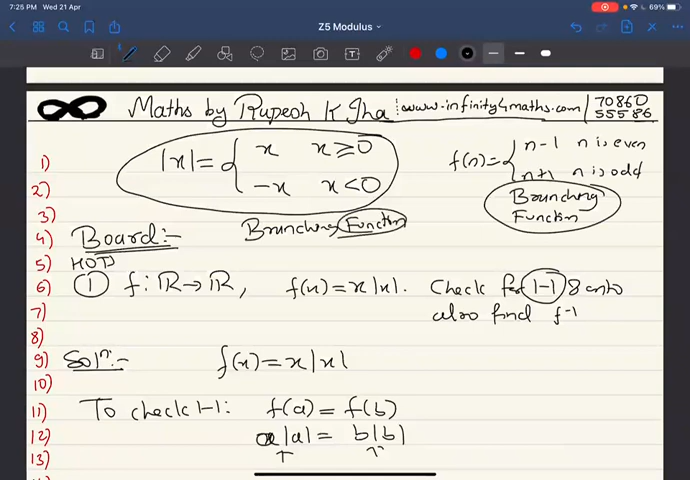 7:25 PM Wed 21 Apr
69%
Z5 Modulus
Maths by Rupesh K Jha www.infinity4maths.com 70860 55586
|x| = { x x ≥ 0
-x x < 0
f(n) = { n-1 n is even
n+1 n is odd
Branching Function
Branching Function
1)
2)
3)
4) Board:-
5) HOTS
6) 1 f: ℝ → ℝ, f(x) = x|x|. Check for 1-1 & onto
7) also find f-1
8)
9) Solⁿ:- f(x) = x|x|
10)
11) To check 1-1: f(a) = f(b)
12) a|a| = b|b|
13) ↑ ↑